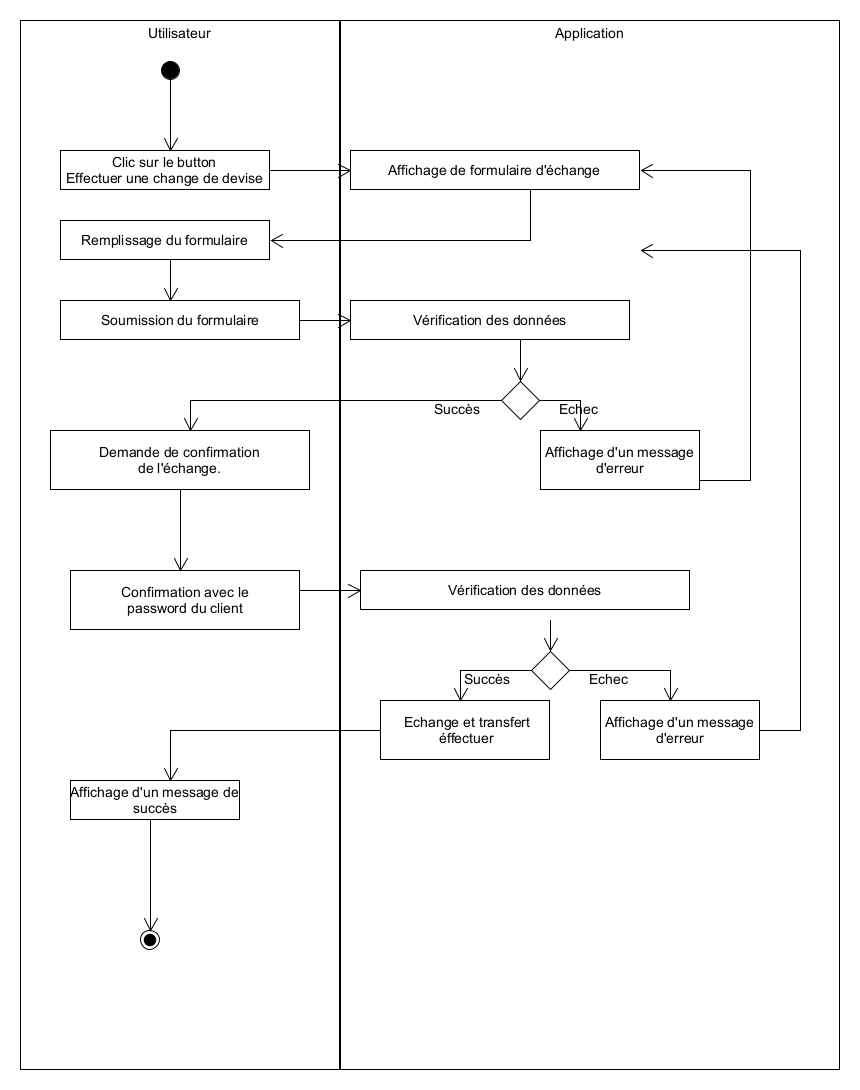 Utilisateur
Application
Clic sur le button
Effectuer une change de devise
Affichage de formulaire d'échange
Remplissage du formulaire
Soumission du formulaire
Vérification des données
Succès
Echec
Demande de confirmation
de l'échange.
Affichage d'un message
d'erreur
Confirmation avec le
password du client
Vérification des données
Succès
Echec
Echange et transfert
éffectuer
Affichage d'un message
d'erreur
Affichage d'un message de
succès